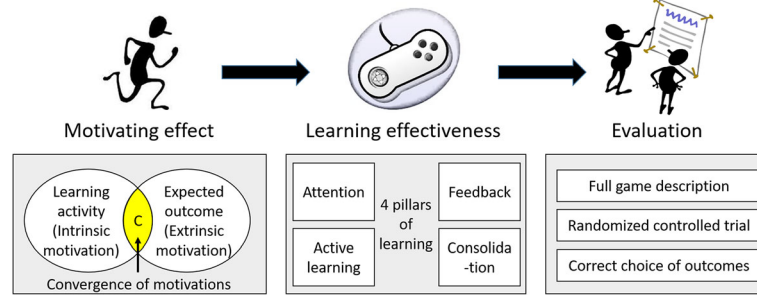 Motivating effect
Learning effectiveness
Evaluation
Learning
activity
(Intrinsic
motivation)
C
Expected
outcome
(Extrinsic
motivation)
Convergence of motivations
Attention
Feedback
4 pillars
of
learning
Active
learning
Consolida
-tion
Full game description
Randomized controlled trial
Correct choice of outcomes